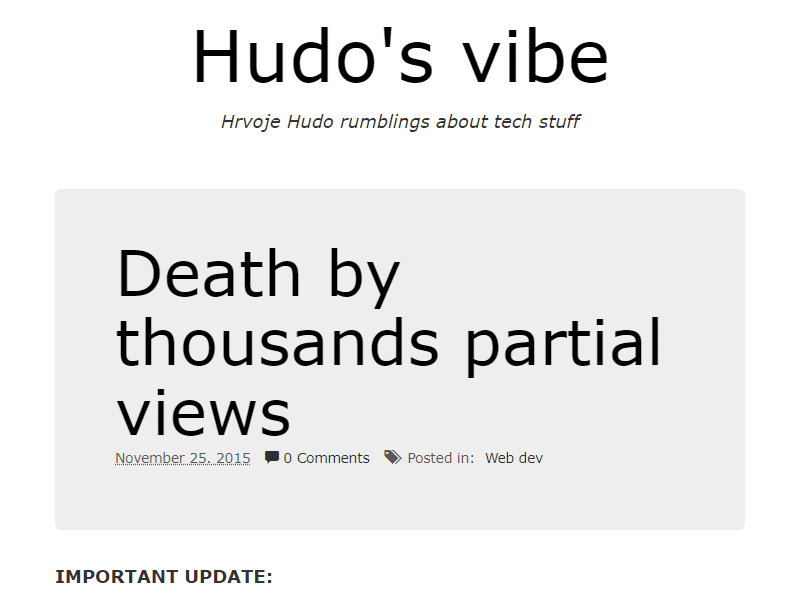 Hudo's vibe
Hrvoje Hudo rumblings about tech stuff
Death by
thousands partial
views
November 25, 2015 0 Comments Posted in: Web dev
IMPORTANT UPDATE: